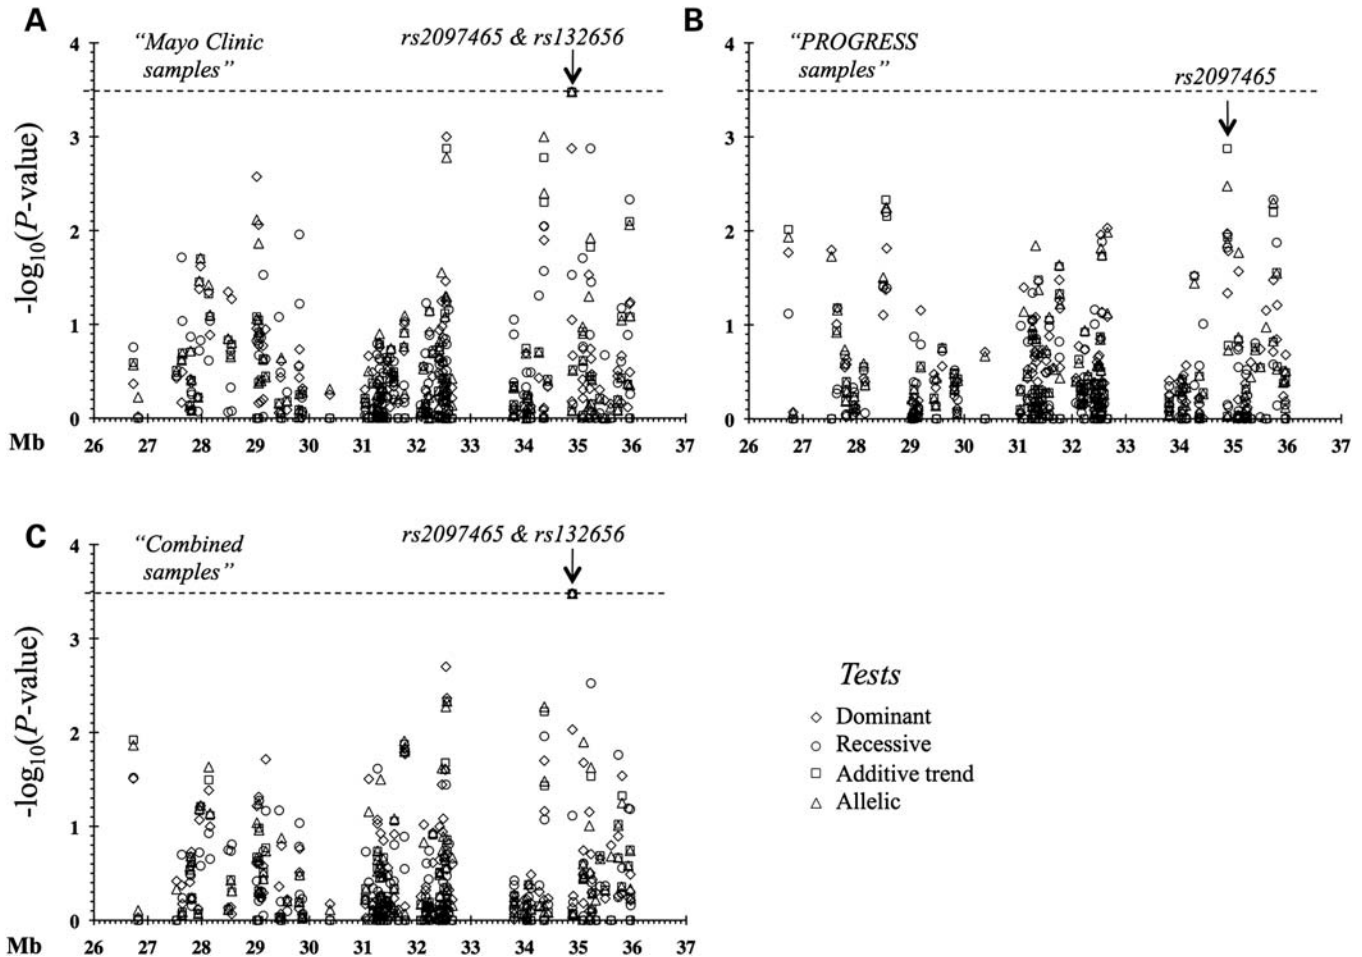 A
“Mayo Clinic
samples”
rs2097465 & rs132656
4
3
2
1
0
-log10(P-value)
Mb
26 27 28 29 30 31 32 33 34 35 36 37
B
“PROGRESS
samples”
rs2097465
4
3
2
1
0
26 27 28 29 30 31 32 33 34 35 36 37
C
“Combined
samples”
rs2097465 & rs132656
4
3
2
1
0
-log10(P-value)
Mb
26 27 28 29 30 31 32 33 34 35 36 37
Tests
Dominant
Recessive
Additive trend
Allelic